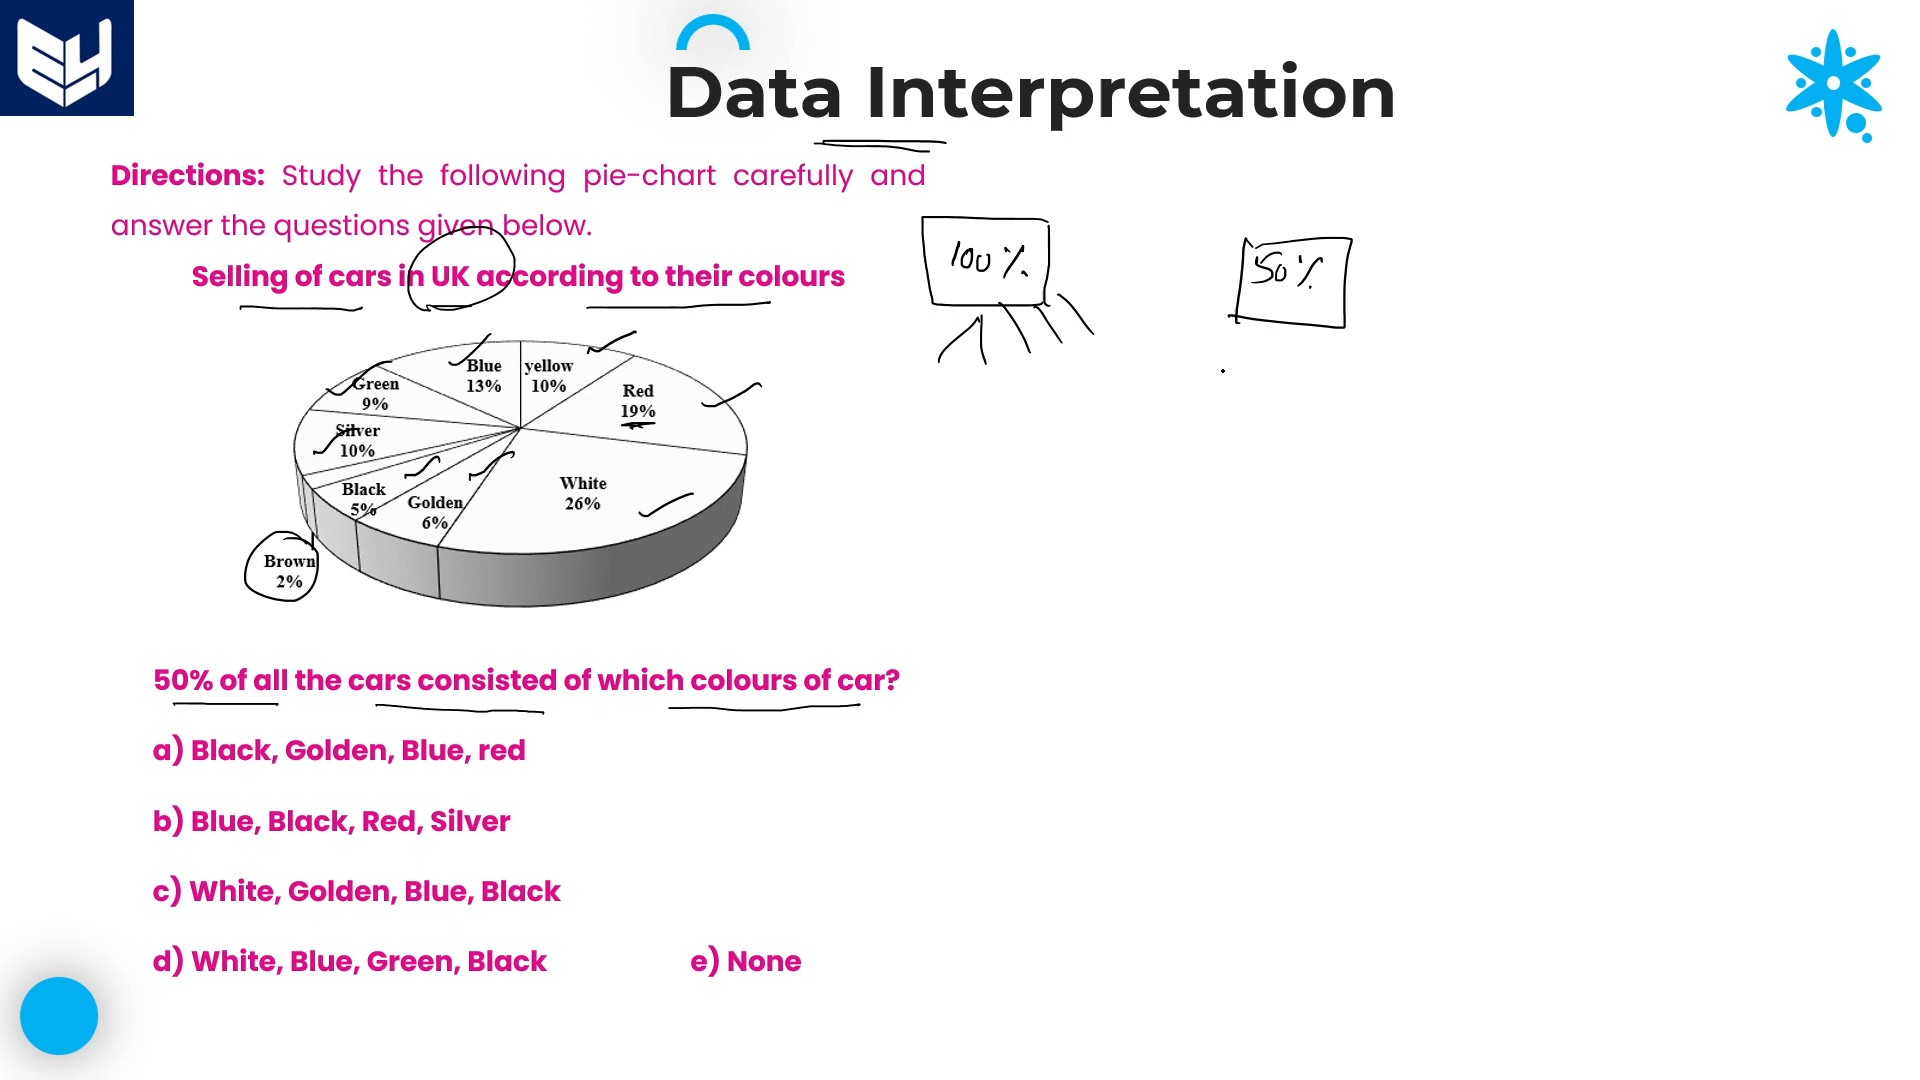 Data Interpretation
Directions: Study the following pie-chart carefully and
answer the questions given below.
Selling of cars in UK according to their colours
100 %
50 %
Blue
13%
yellow
10%
Red
19%
Green
9%
Silver
10%
White
26%
Black
5%
Golden
6%
Brown
2%
50% of all the cars consisted of which colours of car?
a) Black, Golden, Blue, red
b) Blue, Black, Red, Silver
c) White, Golden, Blue, Black
d) White, Blue, Green, Black
e) None